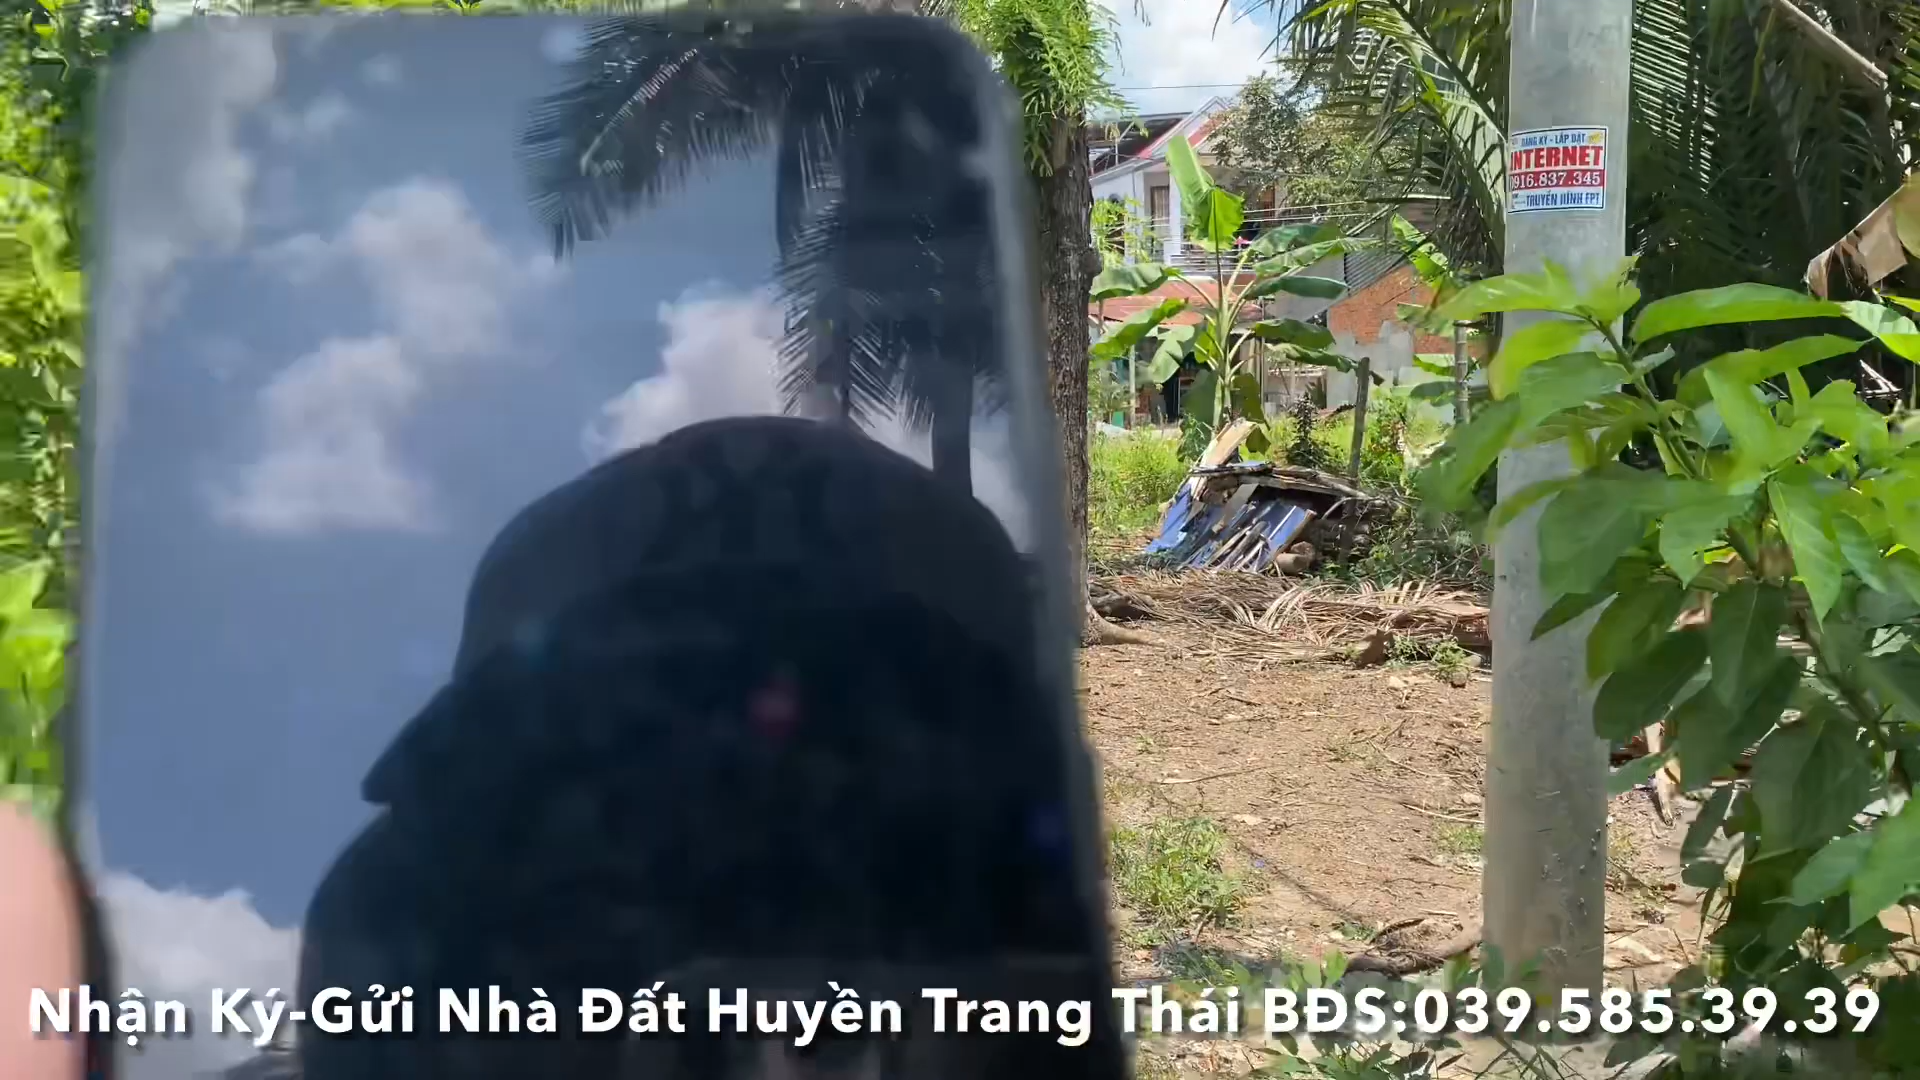 ĐĂNG KÝ - LẮP ĐẶT
INTERNET
0916.837.345
TRUYỀN HÌNH FPT
Nhận Ký-Gửi Nhà Đất Huyền Trang Thái BĐS:039.585.39.39